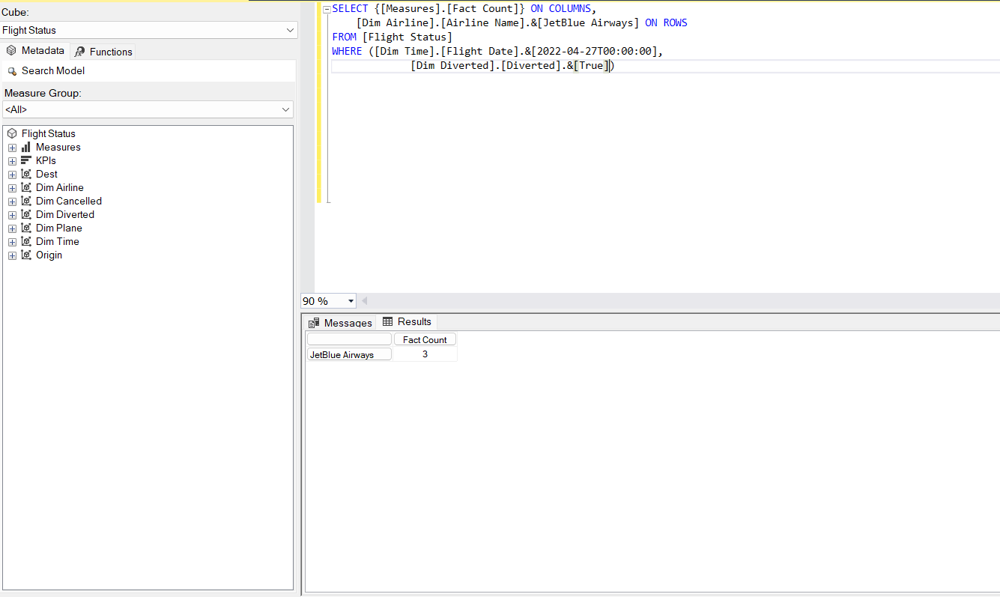 Cube:
Flight Status
Metadata
Functions
Search Model
Measure Group:
<All>
Flight Status
Measures
KPIs
Dest
Dim Airline
Dim Cancelled
Dim Diverted
Dim Plane
Dim Time
Origin
SELECT {[Measures].[Fact Count]} ON COLUMNS,
[Dim Airline].[Airline Name].&[JetBlue Airways] ON ROWS
FROM [Flight Status]
WHERE ([Dim Time].[Flight Date].&[2022-04-27T00:00:00],
[Dim Diverted].[Diverted].&[True])
90 %
Messages
Results
Fact Count
JetBlue Airways 3